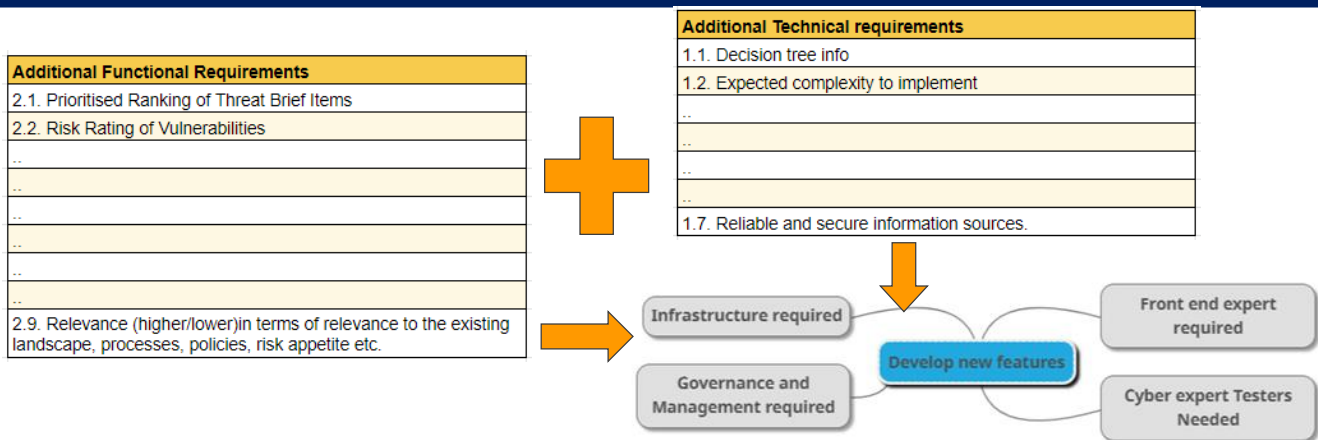 Additional Functional Requirements
2.1. Prioritised Ranking of Threat Brief Items
2.2. Risk Rating of Vulnerabilities
..
..
..
..
..
..
2.9. Relevance (higher/lower)in terms of relevance to the existing
landscape, processes, policies, risk appetite etc.
Additional Technical requirements
1.1. Decision tree info
1.2. Expected complexity to implement
..
..
..
..
1.7. Reliable and secure information sources.
Infrastructure required
Governance and
Management required
Develop new features
Front end expert
required
Cyber expert Testers
Needed